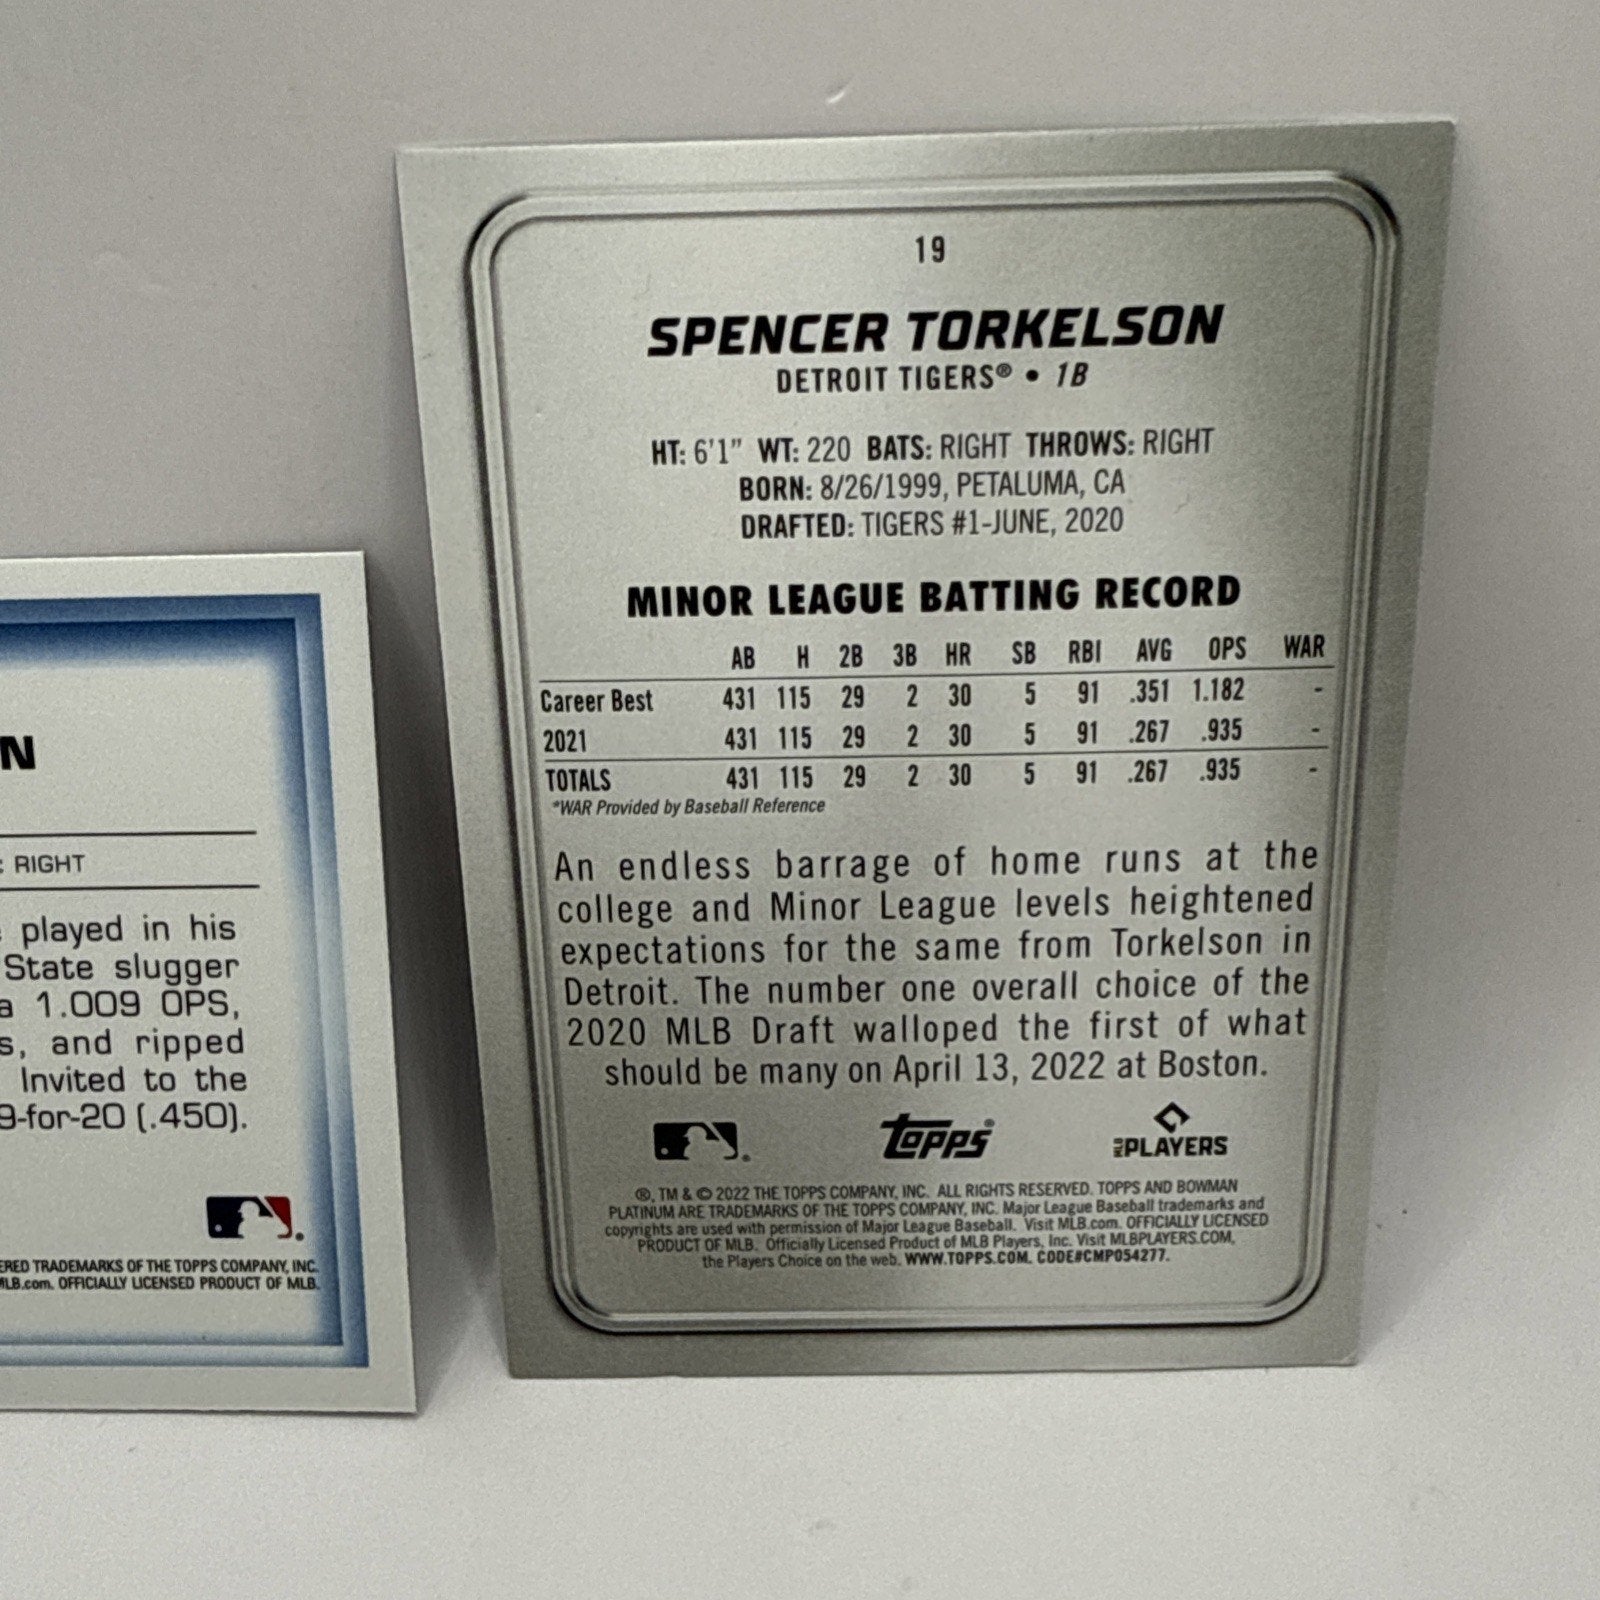 19
SPENCER TORKELSON
DETROIT TIGERS® • 1B
HT: 6'1" WT: 220 BATS: RIGHT THROWS: RIGHT
BORN: 8/26/1999, PETALUMA, CA
DRAFTED: TIGERS #1-JUNE, 2020
MINOR LEAGUE BATTING RECORD
AB H 2B 3B HR SB RBI AVG OPS WAR
Career Best 431 115 29 2 30 5 91 .351 1.182 -
2021 431 115 29 2 30 5 91 .267 .935 -
TOTALS 431 115 29 2 30 5 91 .267 .935 -
*WAR Provided by Baseball Reference
An endless barrage of home runs at the
college and Minor League levels heightened
expectations for the same from Torkelson in
Detroit. The number one overall choice of the
2020 MLB Draft walloped the first of what
should be many on April 13, 2022 at Boston.
topps®
MLB PLAYERS
®, TM & © 2022 THE TOPPS COMPANY, INC. ALL RIGHTS RESERVED. TOPPS AND BOWMAN
PLATINUM ARE TRADEMARKS OF THE TOPPS COMPANY, INC. Major League Baseball trademarks and
copyrights are used with permission of Major League Baseball. Visit MLB.com. OFFICIALLY LICENSED
PRODUCT OF MLB. Officially Licensed Product of MLB Players, Inc. Visit MLBPLAYERS.COM,
the Players Choice on the web. WWW.TOPPS.COM. CODE#CMP054277.
N
: RIGHT
played in his
State slugger
a 1.009 OPS,
s, and ripped
Invited to the
9-for-20 (.450).
ERED TRADEMARKS OF THE TOPPS COMPANY, INC.
MLB.com. OFFICIALLY LICENSED PRODUCT OF MLB.